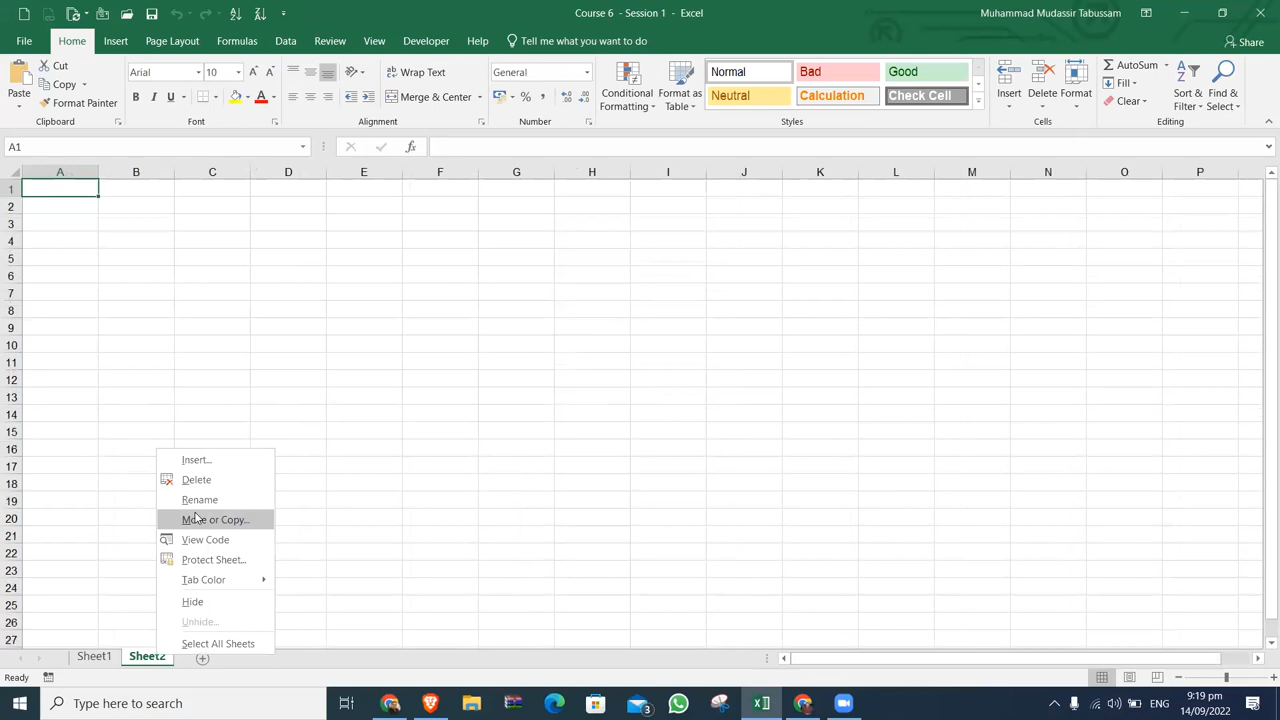 Course 6 - Session 1 - Excel
Muhammad Mudassir Tabussam
File Home Insert Page Layout Formulas Data Review View Developer Help Tell me what you want to do Share
Paste
Cut
Copy
Format Painter
Clipboard
Arial 10
B I U
Font
Wrap Text
Merge & Center
Alignment
General
%
Number
Conditional Formatting
Format as Table
Normal Bad Good
Neutral Calculation Check Cell
Styles
Insert Delete Format
Cells
AutoSum
Fill
Clear
Sort & Filter
Find & Select
Editing
A1
fx
A B C D E F G H I J K L M N O P
1
2
3
4
5
6
7
8
9
10
11
12
13
14
15
16
17
18
19
20
21
22
23
24
25
26
27
Insert...
Delete
Rename
Move or Copy...
View Code
Protect Sheet...
Tab Color
Hide
Unhide...
Select All Sheets
Sheet1 Sheet2
Ready
Type here to search
3
ENG
9:19 pm
14/09/2022